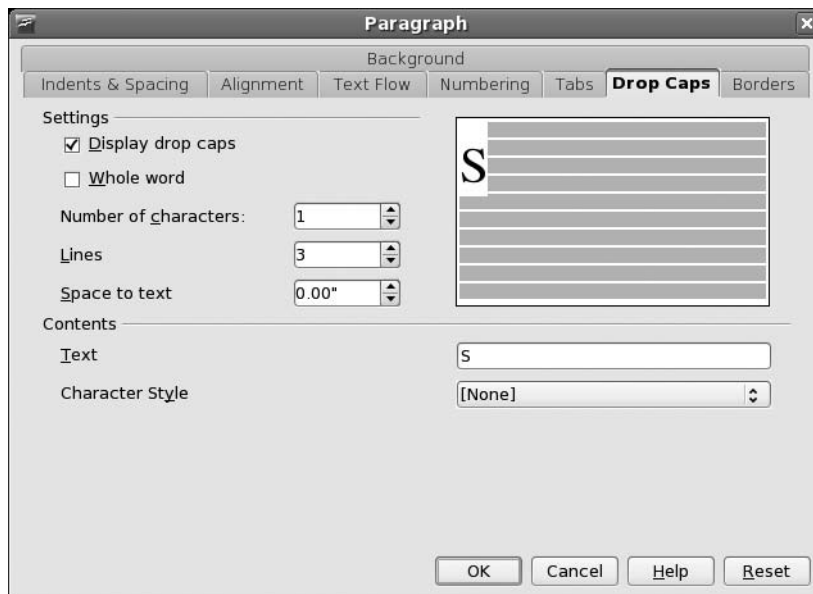 Paragraph
Background
Indents & Spacing Alignment Text Flow Numbering Tabs Drop Caps Borders
Settings
Display drop caps
Whole word
Number of characters: 1
Lines 3
Space to text 0.00"
S
Contents
Text S
Character Style [None]
OK Cancel Help Reset